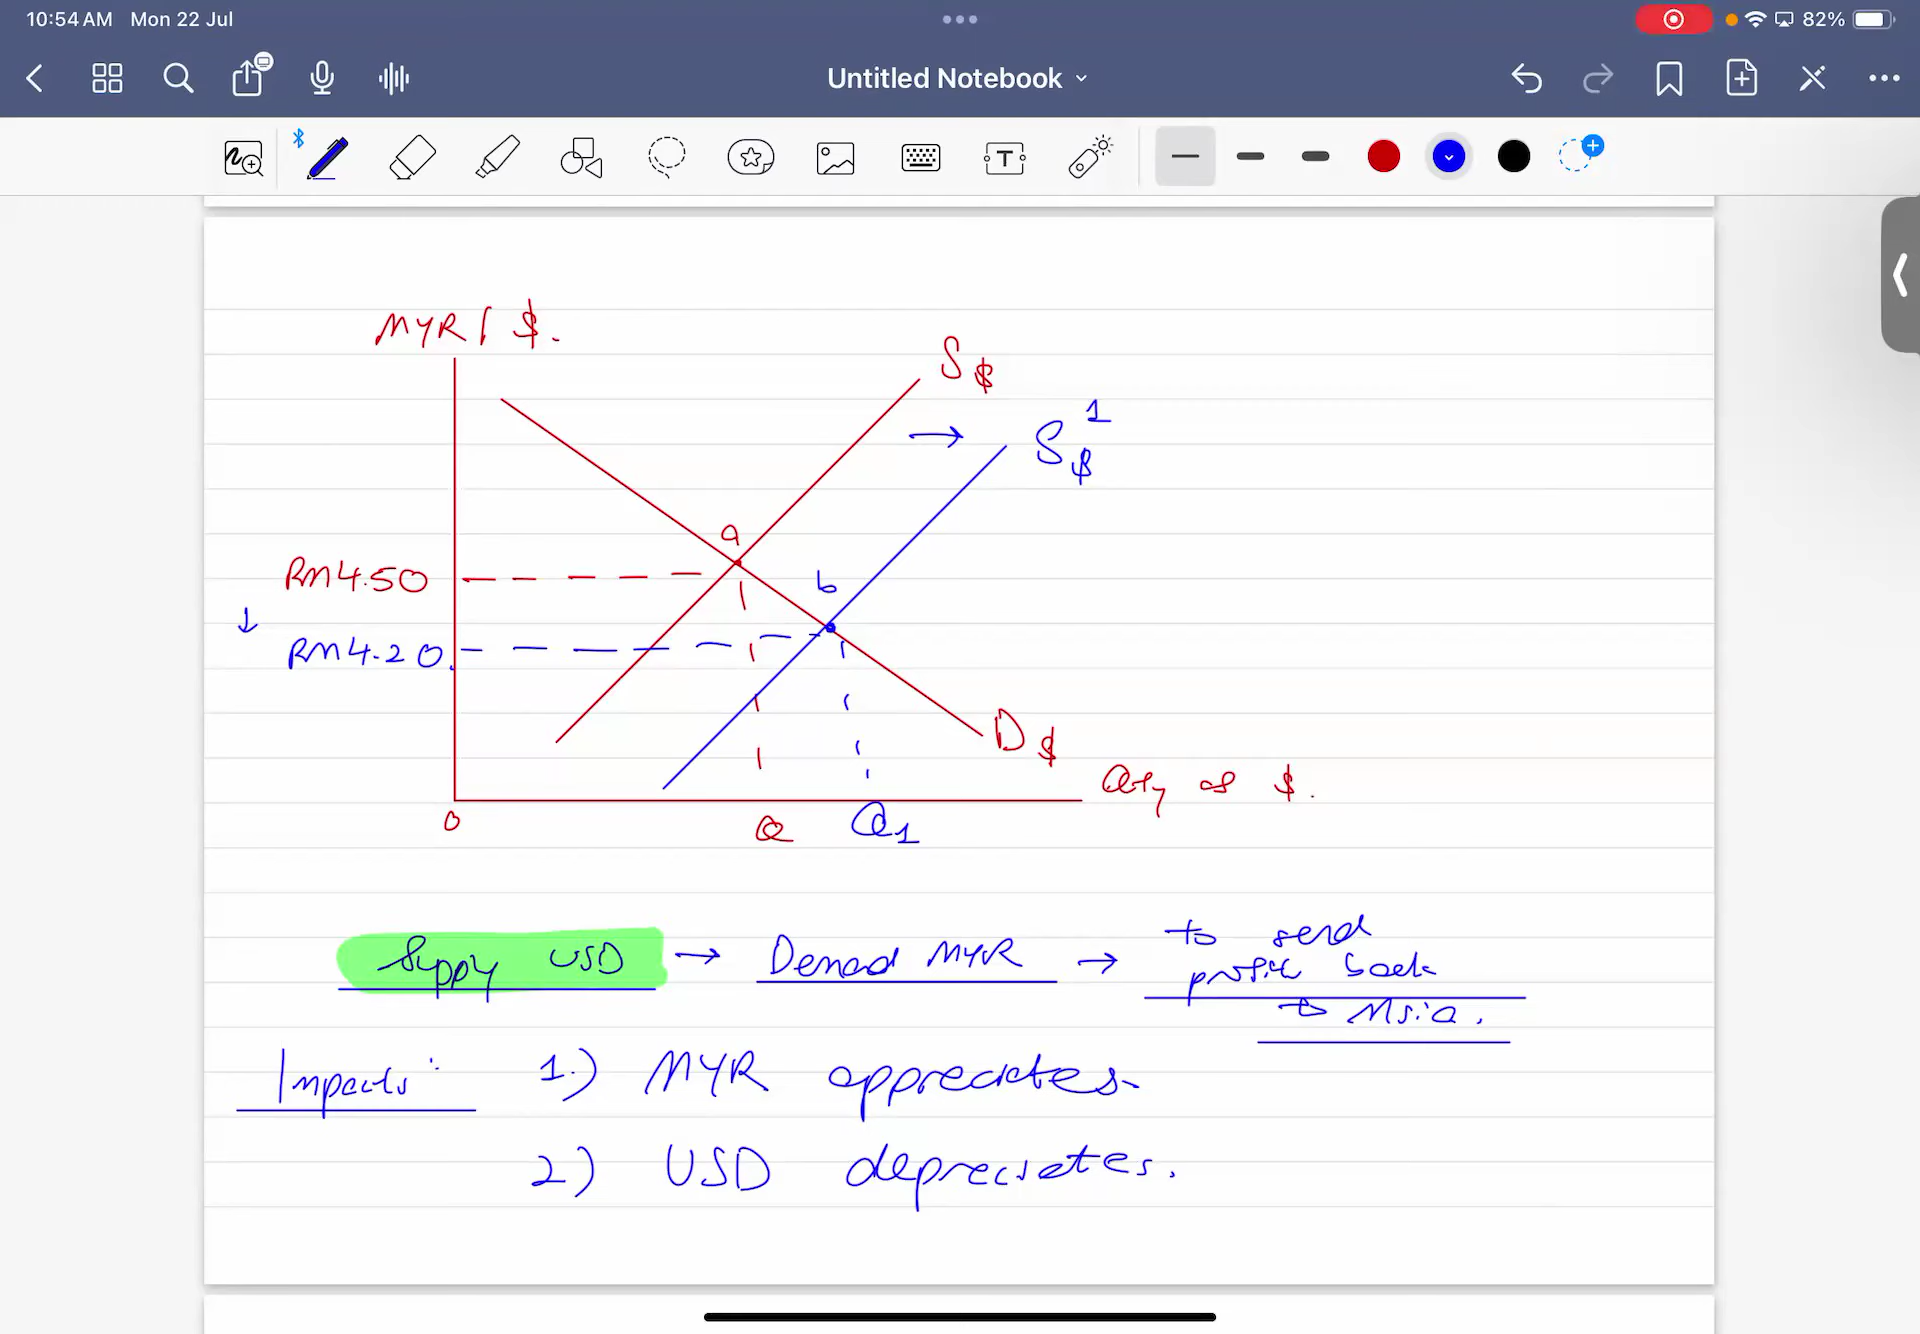 10:54 AM Mon 22 Jul
82%
Untitled Notebook
T
MYR / $.
S$
S$1
a
b
RM4.50
RM4.20
D$
Qty of $.
0
Q
Q1
Supply USD → Demand MYR → to send
profit back
to M'sia.
Impacts: 1.) MYR appreciates.
2) USD depreciates.